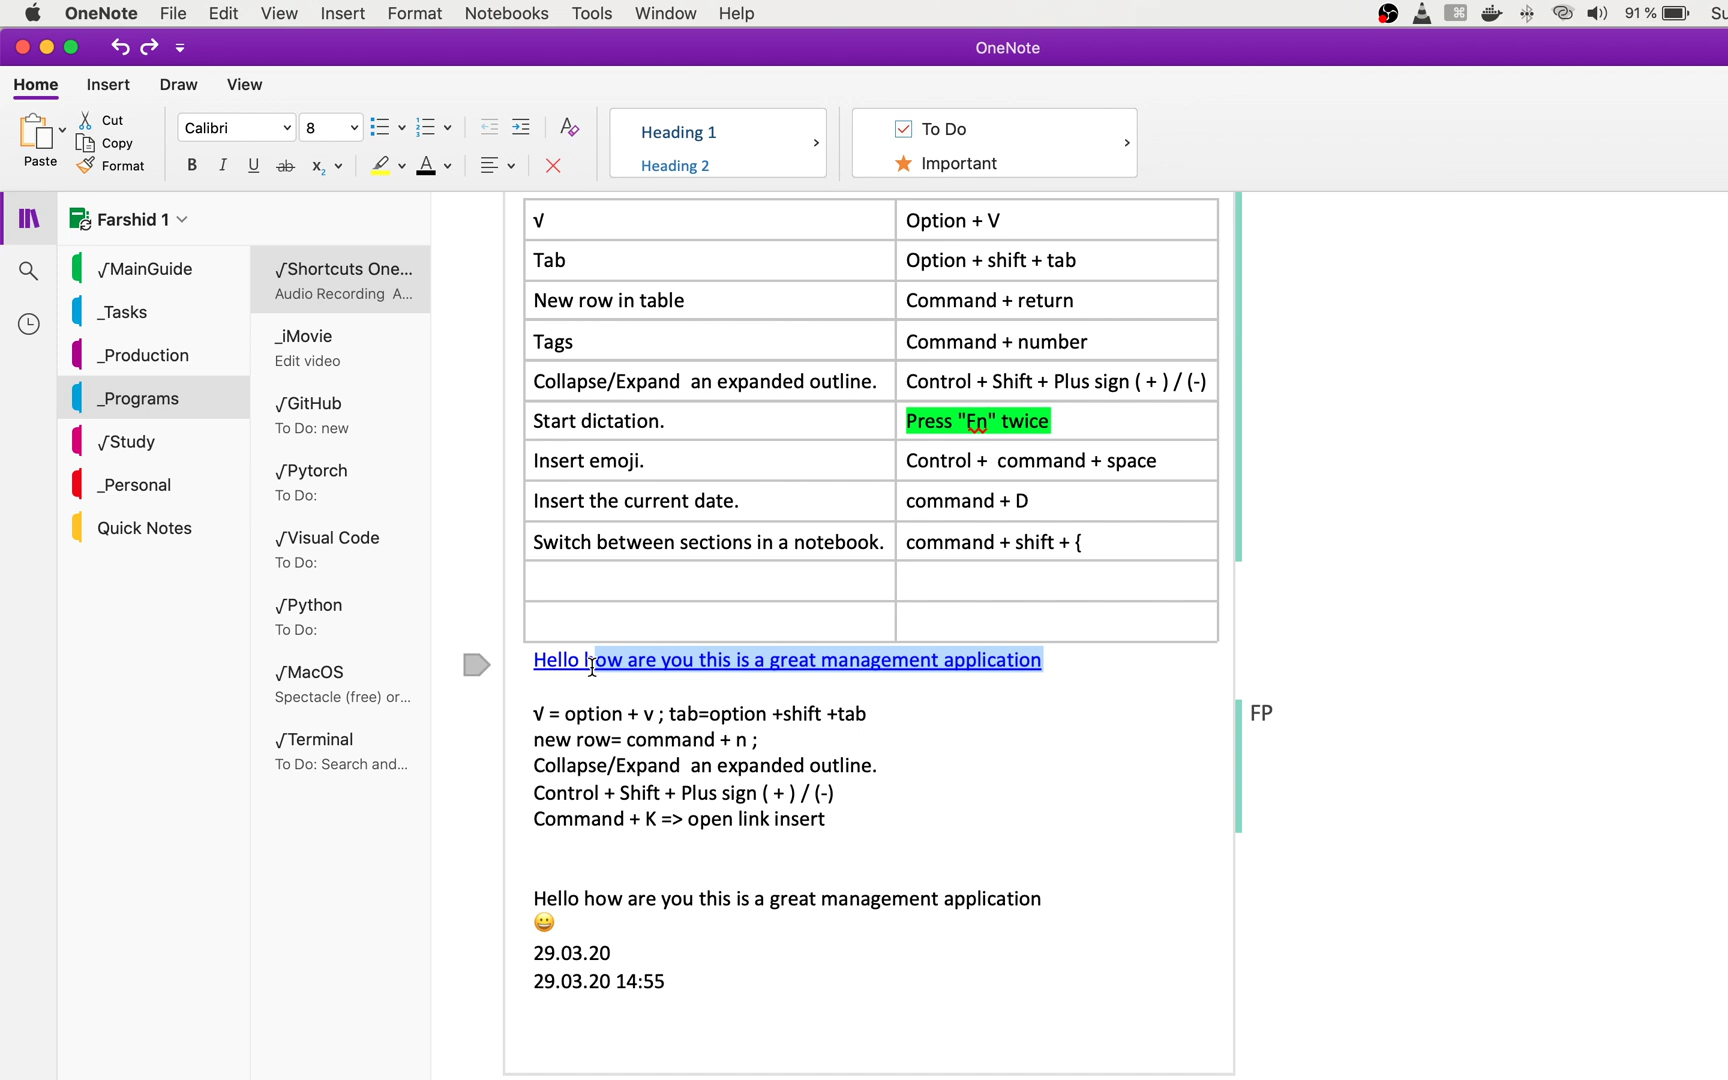 OneNote File Edit View Insert Format Notebooks Tools Window Help 91 % Su
OneNote
Home Insert Draw View
Paste
Cut
Copy
Format
Calibri 8
B I U ab x₂ A
Heading 1
Heading 2
To Do
Important
Farshid 1
√MainGuide
_Tasks
_Production
_Programs
√Study
_Personal
Quick Notes
√Shortcuts One...
Audio Recording A...
_iMovie
Edit video
√GitHub
To Do: new
√Pytorch
To Do:
√Visual Code
To Do:
√Python
To Do:
√MacOS
Spectacle (free) or...
√Terminal
To Do: Search and...
√ Option + V
Tab Option + shift + tab
New row in table Command + return
Tags Command + number
Collapse/Expand an expanded outline. Control + Shift + Plus sign ( + ) / (-)
Start dictation. Press "Fn" twice
Insert emoji. Control + command + space
Insert the current date. command + D
Switch between sections in a notebook. command + shift + {
Hello how are you this is a great management application
√ = option + v ; tab=option +shift +tab
new row= command + n ;
Collapse/Expand an expanded outline.
Control + Shift + Plus sign ( + ) / (-)
Command + K => open link insert
FP
Hello how are you this is a great management application
😀
29.03.20
29.03.20 14:55